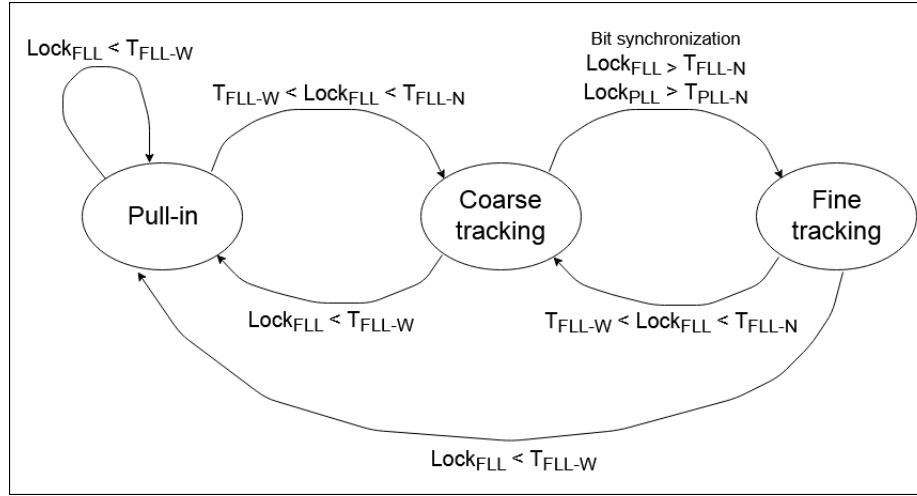 Lock_FLL < T_FLL-W
Bit synchronization
Lock_FLL > T_FLL-N
Lock_PLL > T_PLL-N
T_FLL-W < Lock_FLL < T_FLL-N
Pull-in
Coarse
tracking
Fine
tracking
Lock_FLL < T_FLL-W
T_FLL-W < Lock_FLL < T_FLL-N
Lock_FLL < T_FLL-W